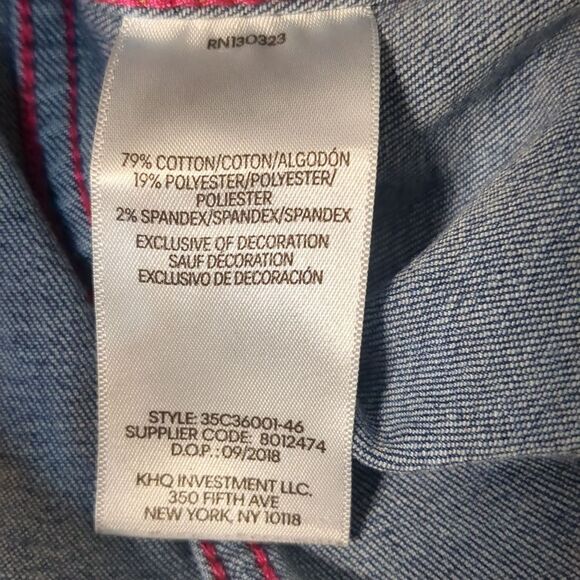 RN130323
79% COTTON/COTON/ALGODÓN
19% POLYESTER/POLYESTER/
POLIESTER
2% SPANDEX/SPANDEX/SPANDEX
EXCLUSIVE OF DECORATION
SAUF DECORATION
EXCLUSIVO DE DECORACIÓN
STYLE: 35C36001-46
SUPPLIER CODE: 8012474
D.O.P.: 09/2018
KHQ INVESTMENT LLC.
350 FIFTH AVE
NEW YORK, NY 10118